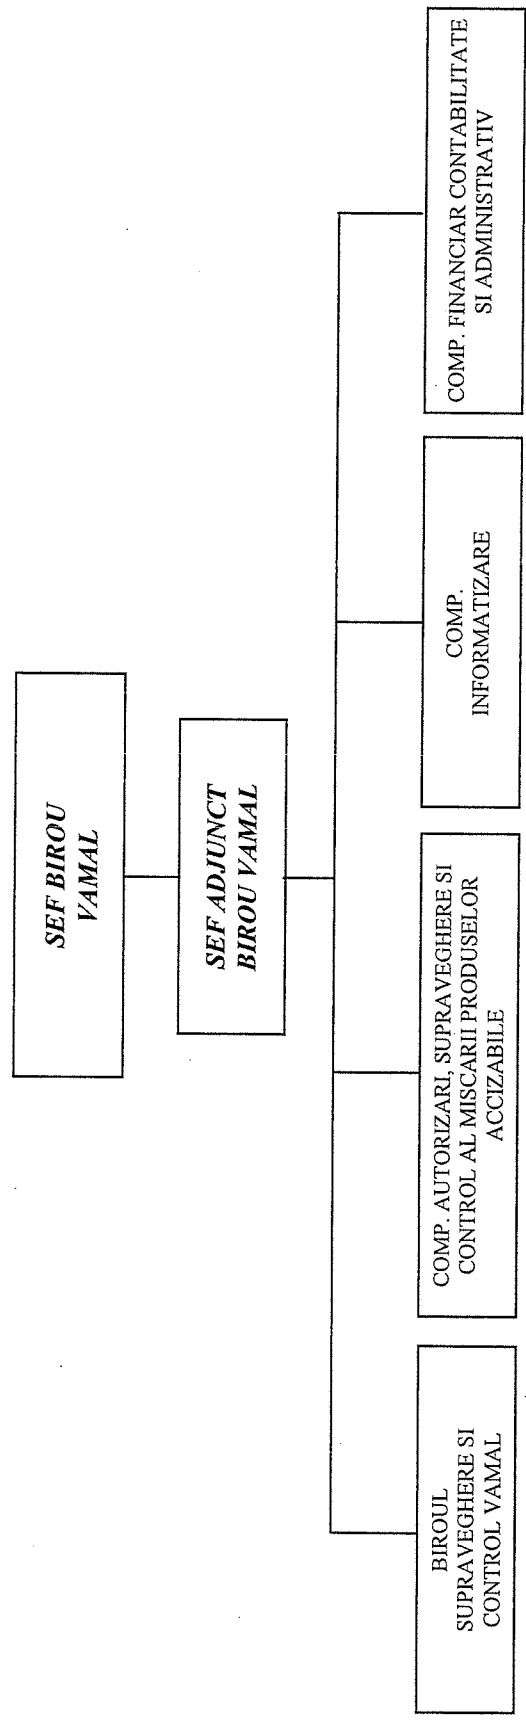 SEF BIROU
VAMAL
SEF ADJUNCT
BIROU VAMAL
BIROUL
SUPRAVEGHERE SI
CONTROL VAMAL
COMP. AUTORIZARI, SUPRAVEGHERE SI
CONTROL AL MISCARII PRODUSELOR
ACCIZABILE
COMP.
INFORMATIZARE
COMP. FINANCIAR CONTABILITATE
SI ADMINISTRATIV